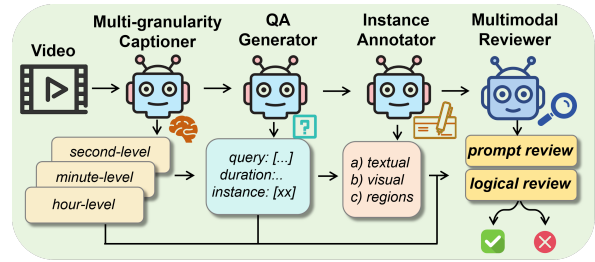 Video
Multi-granularity
Captioner
QA
Generator
Instance
Annotator
Multimodal
Reviewer
?
second-level
minute-level
hour-level
query: [...]
duration:..
instance: [xx]
a) textual
b) visual
c) regions
prompt review
logical review